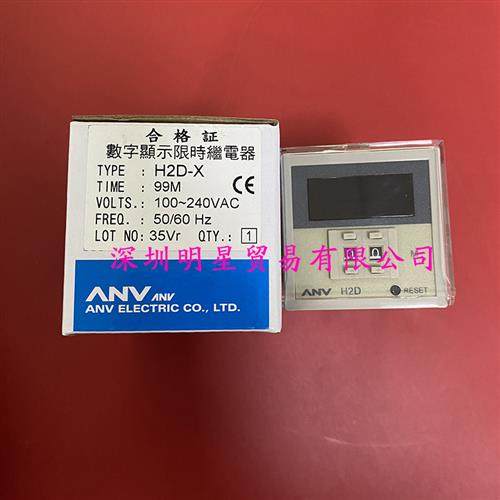 合格証
數字顯示限時繼電器
TYPE : H2D-X
TIME : 99M
VOLTS. : 100~240VAC
FREQ. : 50/60 Hz
LOT NO: 35Vr QTY.: 1
CE
深圳明星贸易有限公司
ANV ANV
ANV ELECTRIC CO., LTD.
0 0
ANV H2D RESET